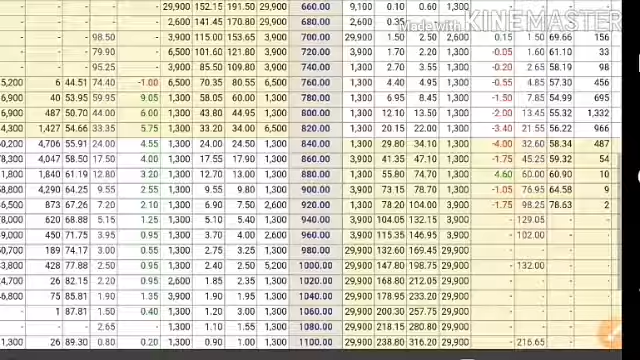 29,900 152.15 191.50 29,900 660.00 9,100 0.10 0.60 1,300
2,600 141.45 170.80 29,900 680.00 2,600 0.35
Made with KINEMASTER
- - 98.50 - 1,300 129.00 151.00 2,500 700.00 29,900 1.50 2.50 2,600 0.15 1.50 69.66 156
- - 79.90 - 6,500 101.60 121.80 3,900 720.00 3,900 1.70 2.20 1,300 -0.05 1.60 61.10 33
- - 95.25 - 3,900 85.50 109.80 3,900 740.00 1,300 2.70 3.55 1,300 -0.20 2.65 58.19 98
5,200 6 44.51 74.40 -1.00 6,500 70.35 80.55 6,500 760.00 1,300 4.40 4.95 1,300 -0.55 4.85 57.30 456
6,900 40 53.95 59.95 9.05 1,300 58.05 60.00 1,300 780.00 1,300 6.95 8.45 1,300 -1.50 7.85 54.99 695
6,900 487 50.70 44.00 6.00 1,300 43.80 44.95 1,300 800.00 1,300 12.10 13.50 1,300 -2.00 13.45 55.32 1,332
4,300 1,427 54.66 33.35 5.75 1,300 33.20 34.00 6,500 820.00 1,300 20.15 22.00 1,300 -3.40 21.55 56.22 966
60,200 4,706 55.91 24.00 4.55 1,300 24.00 24.50 1,300 840.00 1,300 29.80 34.10 1,300 -4.00 32.60 58.34 487
78,300 4,047 58.50 17.50 4.00 1,300 17.55 17.90 1,300 860.00 3,900 41.35 47.10 1,300 -1.75 45.25 59.32 54
1,800 1,840 61.19 12.80 3.20 1,300 12.70 13.00 1,300 880.00 1,300 55.80 74.70 1,300 4.60 60.00 60.90 10
58,800 4,290 64.25 9.55 2.55 1,300 9.55 9.80 1,300 900.00 3,900 73.15 78.70 1,300 -1.05 76.95 64.58 9
6,500 873 67.26 7.20 2.10 1,300 6.90 7.50 2,600 920.00 1,300 78.20 104.00 3,900 -1.75 98.25 78.63 2
78,000 620 68.88 5.15 1.25 1,300 5.10 5.40 1,300 940.00 3,900 104.05 132.15 3,900 - 129.05 - -
69,000 450 71.75 3.95 0.95 1,300 3.70 4.00 2,600 960.00 3,900 115.35 146.95 3,900 - 102.00 - -
60,700 189 74.17 3.00 0.55 1,300 2.75 3.25 1,300 980.00 29,900 132.60 169.45 29,900 - - - -
83,800 428 77.88 2.50 0.95 1,300 2.40 2.50 5,200 1000.00 29,900 147.80 198.75 29,900 - 132.00 - -
24,700 26 82.15 2.20 0.95 2,600 1.85 2.35 1,300 1020.00 29,900 168.80 212.05 29,900 - - - -
46,800 75 85.81 1.90 1.35 3,900 1.90 1.95 1,300 1040.00 29,900 178.95 233.20 29,900 - - - -
- 1 87.81 1.50 0.40 1,300 1.20 3.00 1,300 1060.00 29,900 200.30 257.75 29,900 - - - -
- - - 2.65 - 1,300 1.10 1.55 1,300 1080.00 29,900 218.15 280.80 29,900 - - - -
1,300 26 89.30 0.80 0.20 1,300 0.90 1.00 1,300 1100.00 29,900 238.80 316.20 29,900 - 216.65 - -